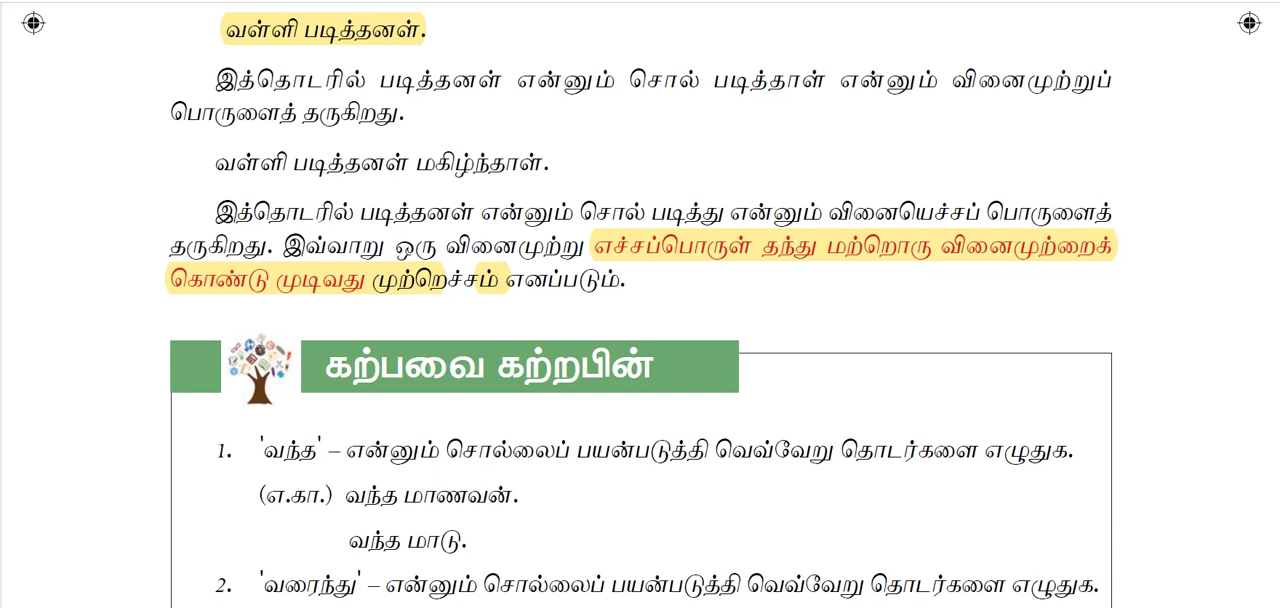 வள்ளி படித்தனள்.
இத்தொடரில் படித்தனள் என்னும் சொல் படித்தாள் என்னும் வினைமுற்றுப்
பொருளைத் தருகிறது.
வள்ளி படித்தனள் மகிழ்ந்தாள்.
இத்தொடரில் படித்தனள் என்னும் சொல் படித்து என்னும் வினையெச்சப் பொருளைத்
தருகிறது. இவ்வாறு ஒரு வினைமுற்று எச்சப்பொருள் தந்து மற்றொரு வினைமுற்றைக்
கொண்டு முடிவது முற்றெச்சம் எனப்படும்.
கற்பவை கற்றபின்
1. 'வந்த' – என்னும் சொல்லைப் பயன்படுத்தி வெவ்வேறு தொடர்களை எழுதுக.
(எ.கா.) வந்த மாணவன்.
வந்த மாடு.
2. 'வரைந்து' – என்னும் சொல்லைப் பயன்படுத்தி வெவ்வேறு தொடர்களை எழுதுக.